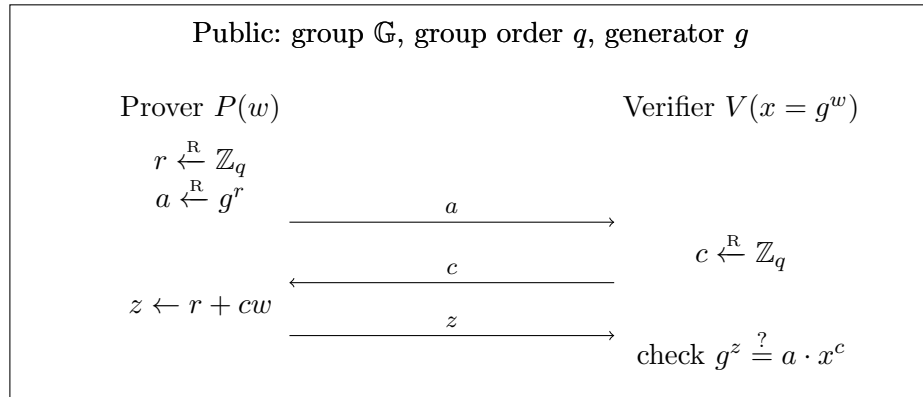 Public: group 𝔾, group order q, generator g
Prover P(w)
Verifier V(x = g^w)
r ←^R ℤ_q
a ←^R g^r
a
c ←^R ℤ_q
c
z ← r + cw
z
check g^z ≟ a · x^c